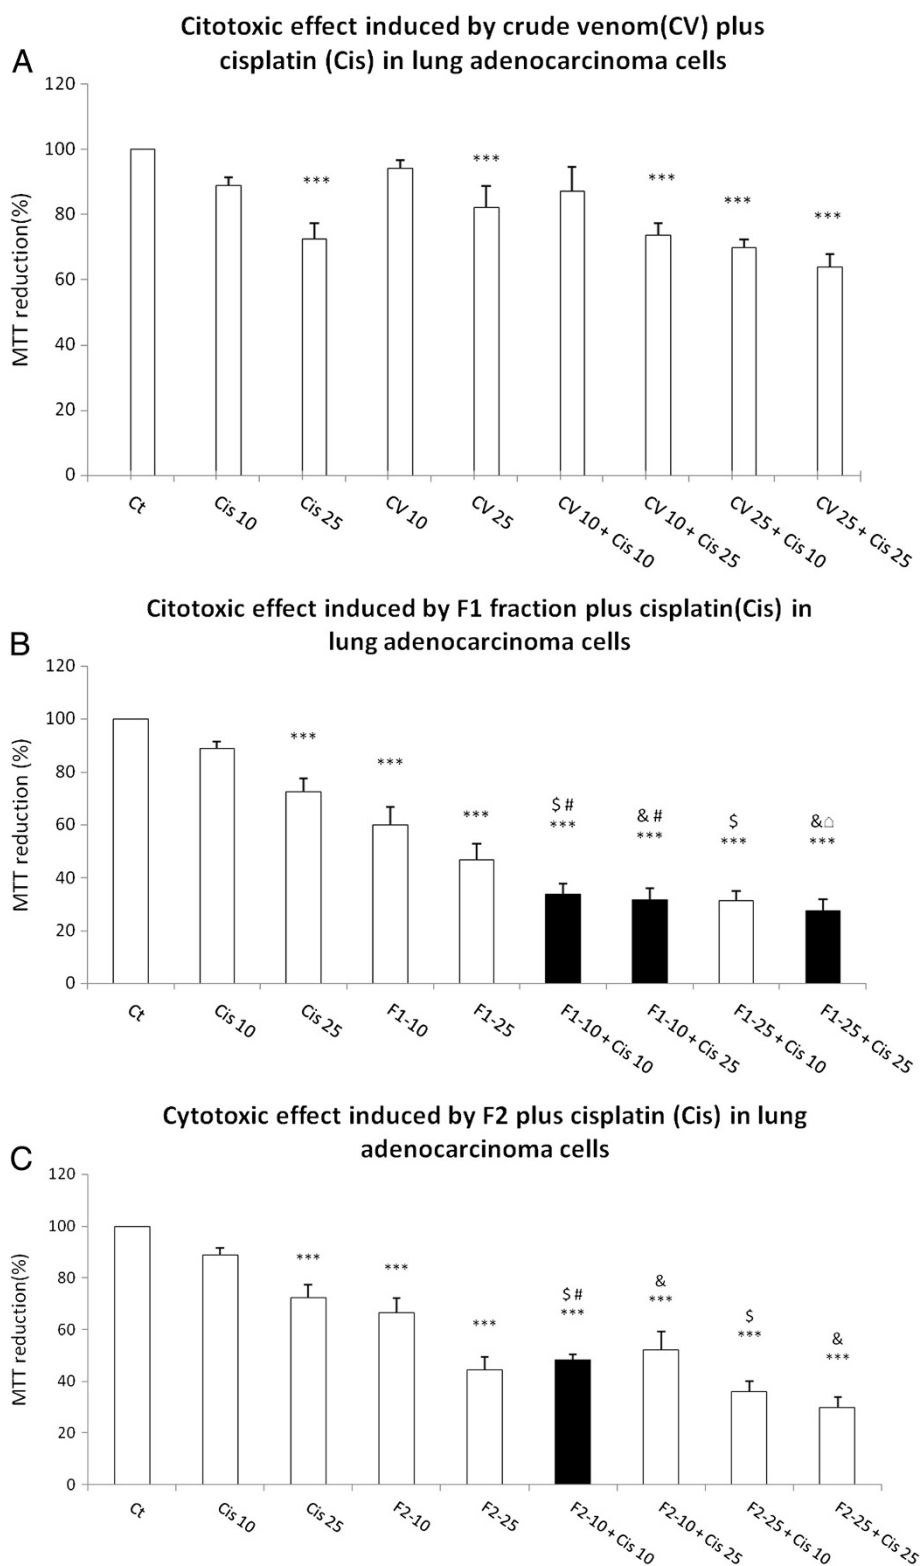 Citotoxic effect induced by crude venom(CV) plus
cisplatin (Cis) in lung adenocarcinoma cells
A
MTT reduction(%)
120
100
80
60
40
20
0
***
***
***
***
***
Ct
Cis 10
Cis 25
CV 10
CV 25
CV 10 + Cis 10
CV 10 + Cis 25
CV 25 + Cis 10
CV 25 + Cis 25
Citotoxic effect induced by F1 fraction plus cisplatin(Cis) in
lung adenocarcinoma cells
B
MTT reduction (%)
120
100
80
60
40
20
0
***
***
***
$ #
***
& #
***
$
***
&⌂
***
Ct
Cis 10
Cis 25
F1-10
F1-25
F1-10 + Cis 10
F1-10 + Cis 25
F1-25 + Cis 10
F1-25 + Cis 25
Cytotoxic effect induced by F2 plus cisplatin (Cis) in lung
adenocarcinoma cells
C
MTT reduction(%)
120
100
80
60
40
20
0
***
***
***
$ #
***
&
***
$
***
&
***
Ct
Cis 10
Cis 25
F2-10
F2-25
F2-10 + Cis 10
F2-10 + Cis 25
F2-25 + Cis 10
F2-25 + Cis 25